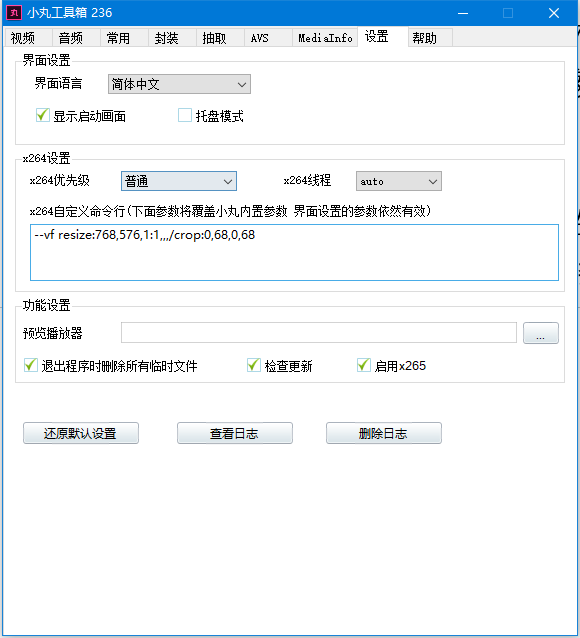 小丸工具箱 236
视频 音频 常用 封装 抽取 AVS MediaInfo 设置 帮助
界面设置
界面语言 简体中文
显示启动画面 托盘模式
x264设置
x264优先级 普通 x264线程 auto
x264自定义命令行(下面参数将覆盖小丸内置参数 界面设置的参数依然有效)
--vf resize:768,576,1:1,,,/crop:0,68,0,68
功能设置
预览播放器 ...
退出程序时删除所有临时文件 检查更新 启用x265
还原默认设置 查看日志 删除日志